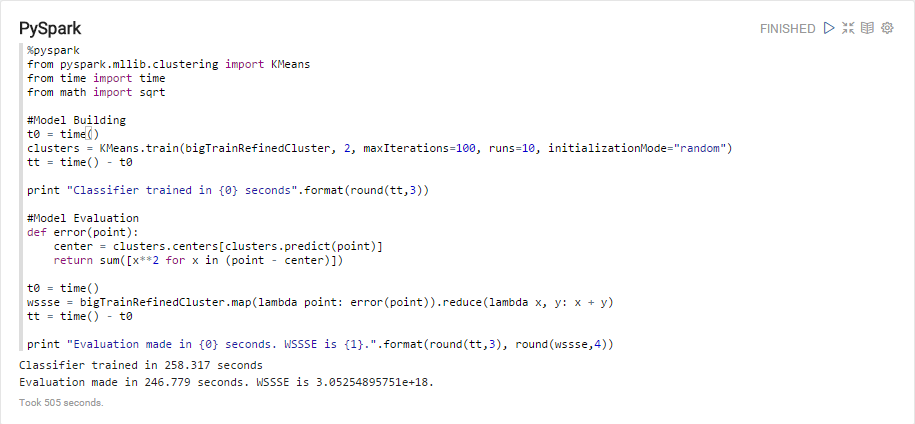 PySpark
FINISHED
%pyspark
from pyspark.mllib.clustering import KMeans
from time import time
from math import sqrt
#Model Building
t0 = time()
clusters = KMeans.train(bigTrainRefinedCluster, 2, maxIterations=100, runs=10, initializationMode="random")
tt = time() - t0
print "Classifier trained in {0} seconds".format(round(tt,3))
#Model Evaluation
def error(point):
    center = clusters.centers[clusters.predict(point)]
    return sum([x**2 for x in (point - center)])
t0 = time()
wssse = bigTrainRefinedCluster.map(lambda point: error(point)).reduce(lambda x, y: x + y)
tt = time() - t0
print "Evaluation made in {0} seconds. WSSSE is {1}.".format(round(tt,3), round(wssse,4))
Classifier trained in 258.317 seconds
Evaluation made in 246.779 seconds. WSSSE is 3.05254895751e+18.
Took 505 seconds.